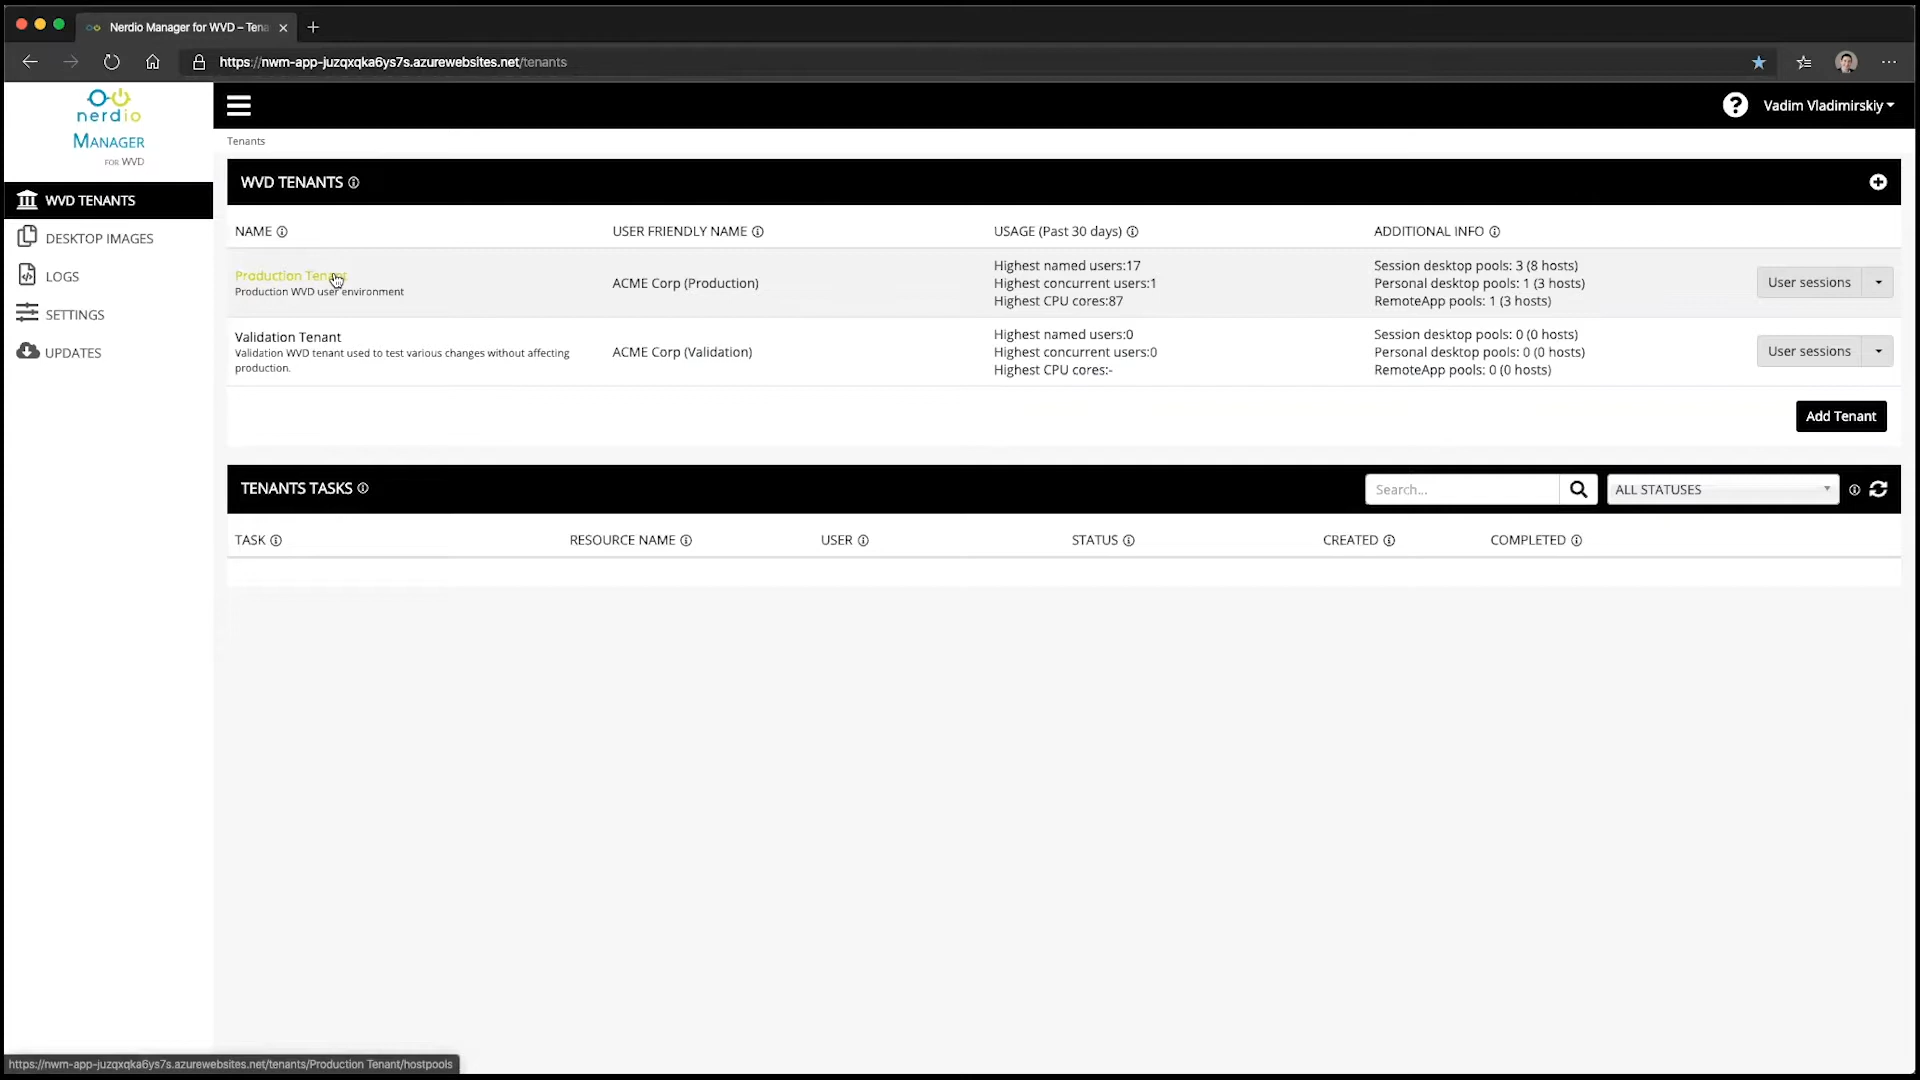 Nerdio Manager for WVD – Tena
https://nwm-app-juzqxqka6ys7s.azurewebsites.net/tenants
nerdio
MANAGER
FOR WVD
Vadim Vladimirskiy
WVD TENANTS
DESKTOP IMAGES
LOGS
SETTINGS
UPDATES
Tenants
WVD TENANTS
NAME USER FRIENDLY NAME USAGE (Past 30 days) ADDITIONAL INFO
Production Tenant
Production WVD user environment
ACME Corp (Production)
Highest named users:17
Highest concurrent users:1
Highest CPU cores:87
Session desktop pools: 3 (8 hosts)
Personal desktop pools: 1 (3 hosts)
RemoteApp pools: 1 (3 hosts)
User sessions
Validation Tenant
Validation WVD tenant used to test various changes without affecting
production.
ACME Corp (Validation)
Highest named users:0
Highest concurrent users:0
Highest CPU cores:-
Session desktop pools: 0 (0 hosts)
Personal desktop pools: 0 (0 hosts)
RemoteApp pools: 0 (0 hosts)
User sessions
Add Tenant
TENANTS TASKS
Search...
ALL STATUSES
TASK RESOURCE NAME USER STATUS CREATED COMPLETED
https://nwm-app-juzqxqka6ys7s.azurewebsites.net/tenants/Production Tenant/hostpools